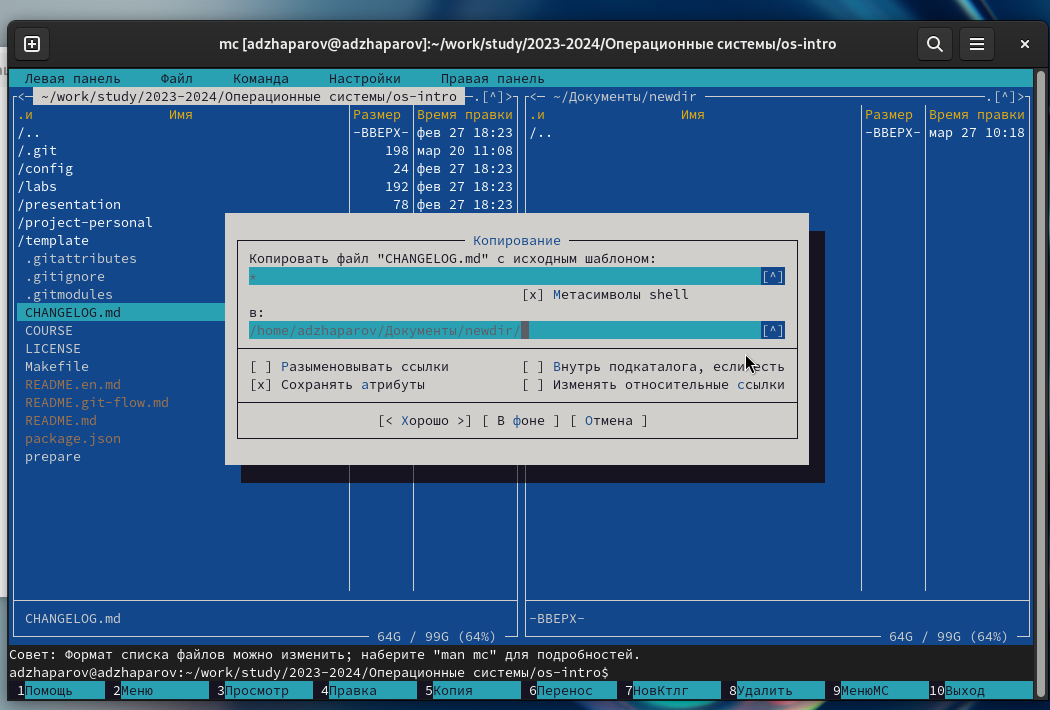 mc [adzhaparov@adzhaparov]:~/work/study/2023-2024/Операционные системы/os-intro
Левая панель Файл Команда Настройки Правая панель
<— ~/work/study/2023-2024/Операционные системы/os-intro —.[^]>
.и Имя Размер Время правки
/.. -ВВЕРХ- фев 27 18:23
/.git 198 мар 20 11:08
/config 24 фев 27 18:23
/labs 192 фев 27 18:23
/presentation 78 фев 27 18:23
/project-personal
/template
.gitattributes
.gitignore
.gitmodules
CHANGELOG.md
COURSE
LICENSE
Makefile
README.en.md
README.git-flow.md
README.md
package.json
prepare
CHANGELOG.md
64G / 99G (64%)
<— ~/Документы/newdir —.[^]>
.и Имя Размер Время правки
/.. -ВВЕРХ- мар 27 10:18
-ВВЕРХ-
64G / 99G (64%)
Копирование
Копировать файл "CHANGELOG.md" с исходным шаблоном:
* [^]
[x] Метасимволы shell
в:
/home/adzhaparov/Документы/newdir/ [^]
[ ] Разыменовывать ссылки [ ] Внутрь подкаталога, если есть
[x] Сохранять атрибуты [ ] Изменять относительные ссылки
[< Хорошо >] [ В фоне ] [ Отмена ]
Совет: Формат списка файлов можно изменить; наберите "man mc" для подробностей.
adzhaparov@adzhaparov:~/work/study/2023-2024/Операционные системы/os-intro$
1Помощь 2Меню 3Просмотр 4Правка 5Копия 6Перенос 7НовКтлг 8Удалить 9МенюМС 10Выход